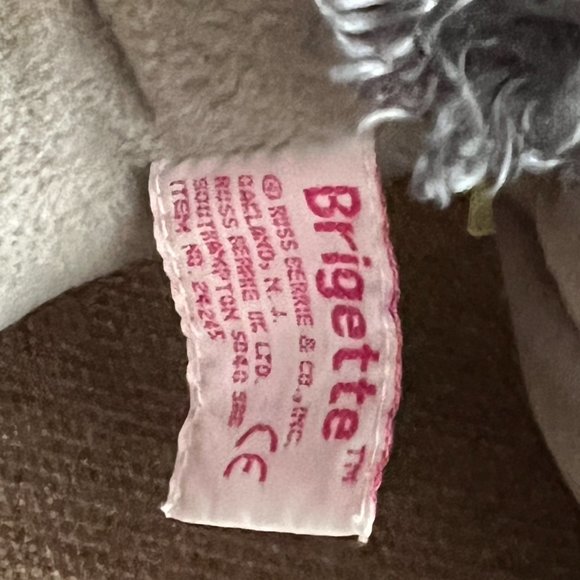 Brigette™
© RUSS BERRIE & CO., INC.
OAKLAND, N. J.
RUSS BERRIE UK LTD.
SOUTHAMPTON SO40
ITEM NO. 24245
CE